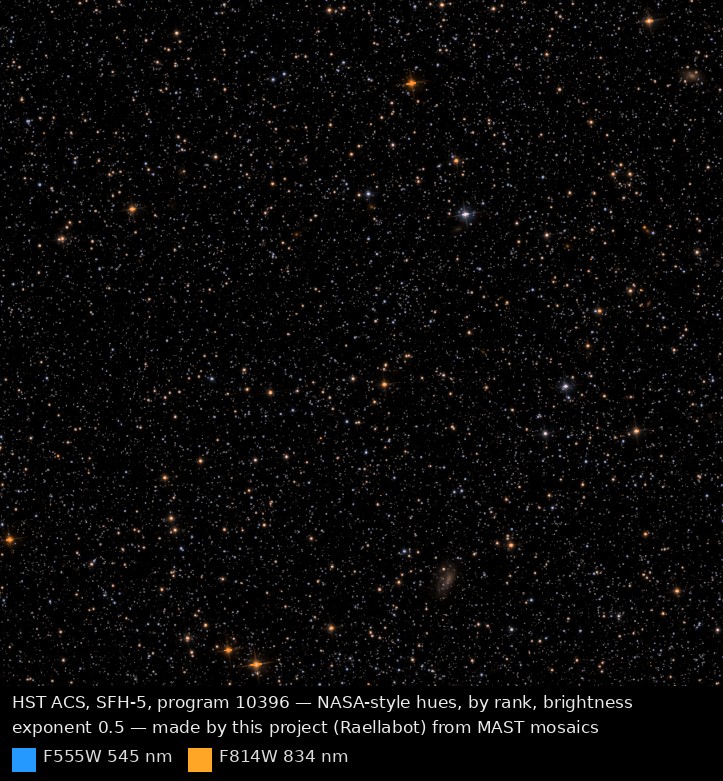 HST ACS, SFH-5, program 10396 — NASA-style hues, by rank, brightness
exponent 0.5 — made by this project (Raellabot) from MAST mosaics
F555W 545 nm F814W 834 nm